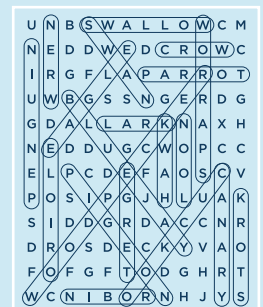 U N B S W A L L O W C M
N E D D W E D C R O W C
I R G F L A P A R R O T
U W B G S S N G E R D G
G D A L L A R K N A X H
N E D D U G C W O P C C
E L P C D E F A O S C V
P O S I P G J H L U A K
S I D D G R D A C C N R
D R O S D E C K Y V A O
F O F G F T O D G H R T
W C N I B O R N H J Y S